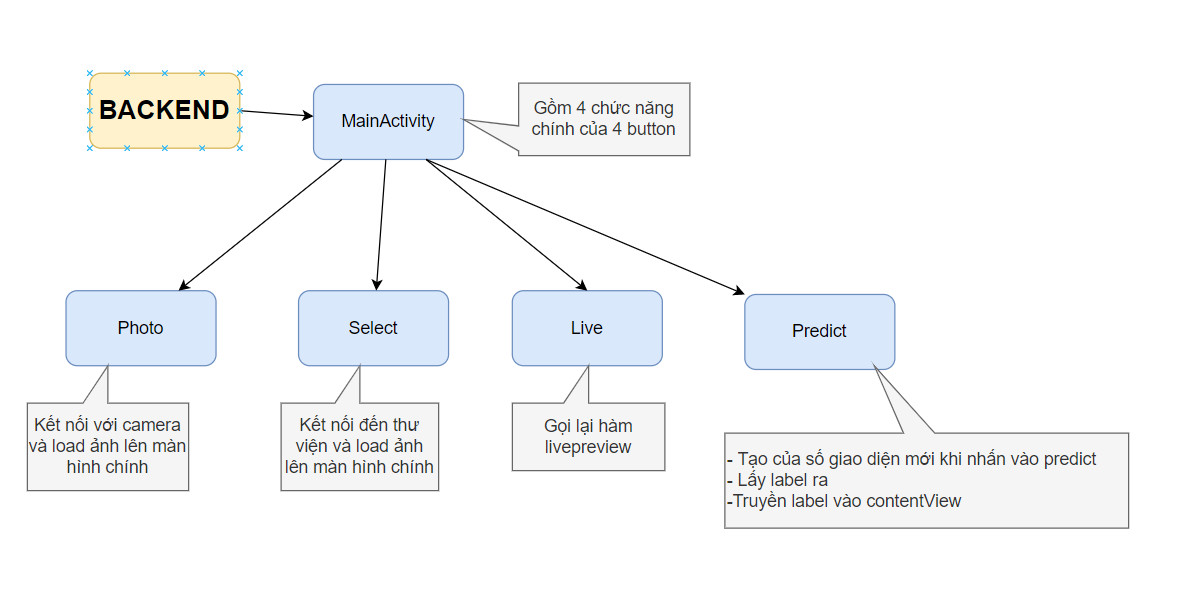 BACKEND
MainActivity
Gồm 4 chức năng
chính của 4 button
Photo
Select
Live
Predict
Kết nối với camera
và load ảnh lên màn
hình chính
Kết nối đến thư
viện và load ảnh
lên màn hình chính
Gọi lại hàm
livepreview
- Tạo của số giao diện mới khi nhấn vào predict
- Lấy label ra
-Truyền label vào contentView